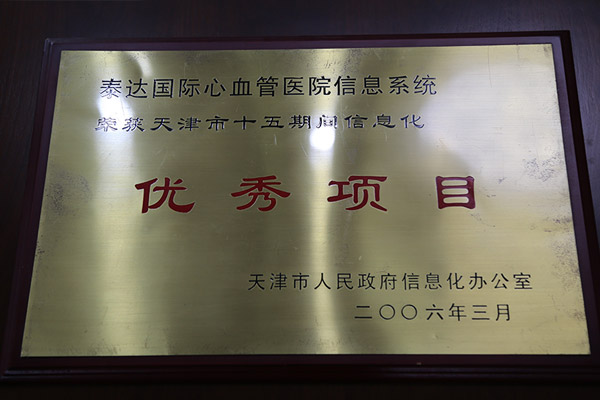 泰达国际心血管医院信息系统
荣获天津市十五期间信息化
优秀项目
天津市人民政府信息化办公室
二〇〇六年三月